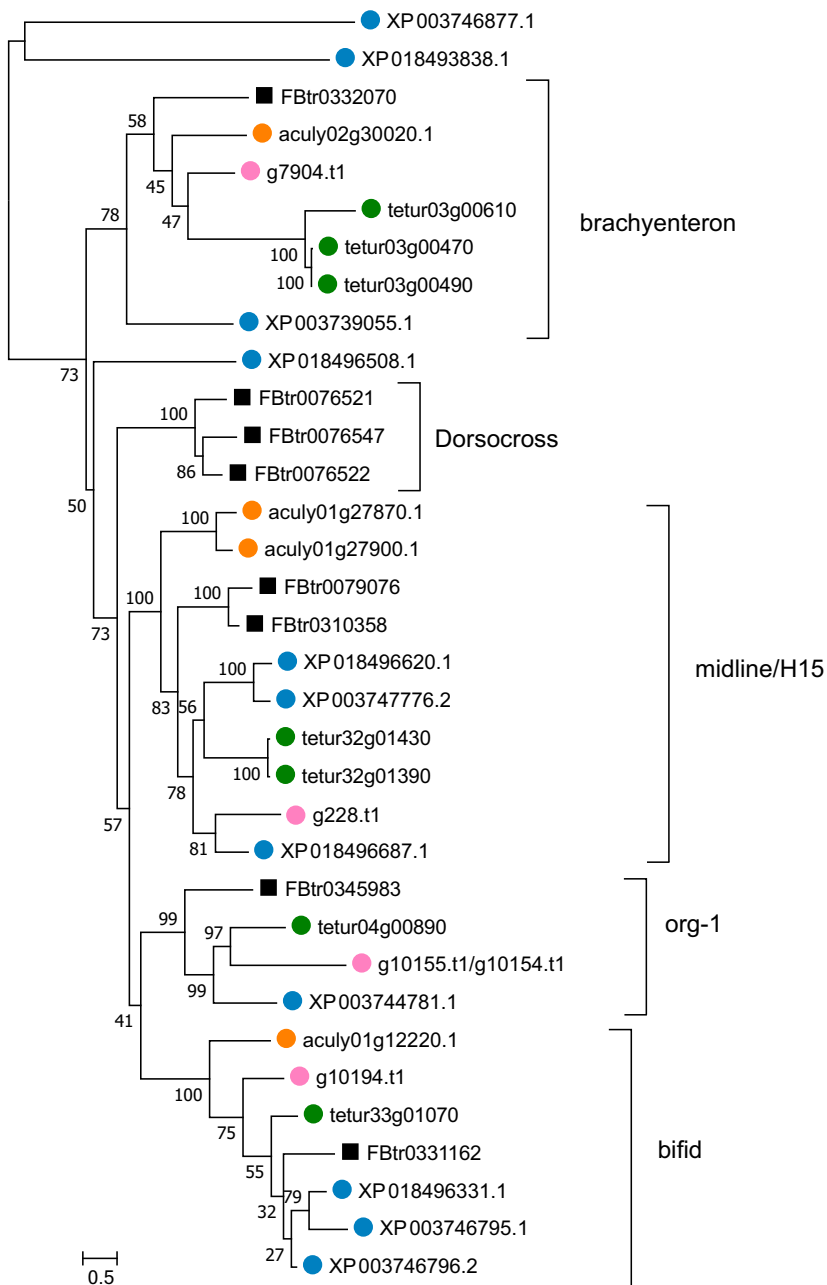 XP003746877.1
XP018493838.1
FBtr0332070
58
aculy02g30020.1
45
g7904.t1
47
78
tetur03g00610
brachyenteron
tetur03g00470
100
tetur03g00490
100
XP003739055.1
XP018496508.1
73
FBtr0076521
100
FBtr0076547
Dorsocross
FBtr0076522
86
50
aculy01g27870.1
100
aculy01g27900.1
FBtr0079076
100
100
FBtr0310358
73
XP018496620.1
100
midline/H15
XP003747776.2
83
56
tetur32g01430
tetur32g01390
100
78
g228.t1
57
XP018496687.1
81
FBtr0345983
99
tetur04g00890
org-1
97
g10155.t1/g10154.t1
99
XP003744781.1
41
aculy01g12220.1
g10194.t1
100
tetur33g01070
75
FBtr0331162
bifid
55
XP018496331.1
79
32
XP003746795.1
27
XP003746796.2
0.5